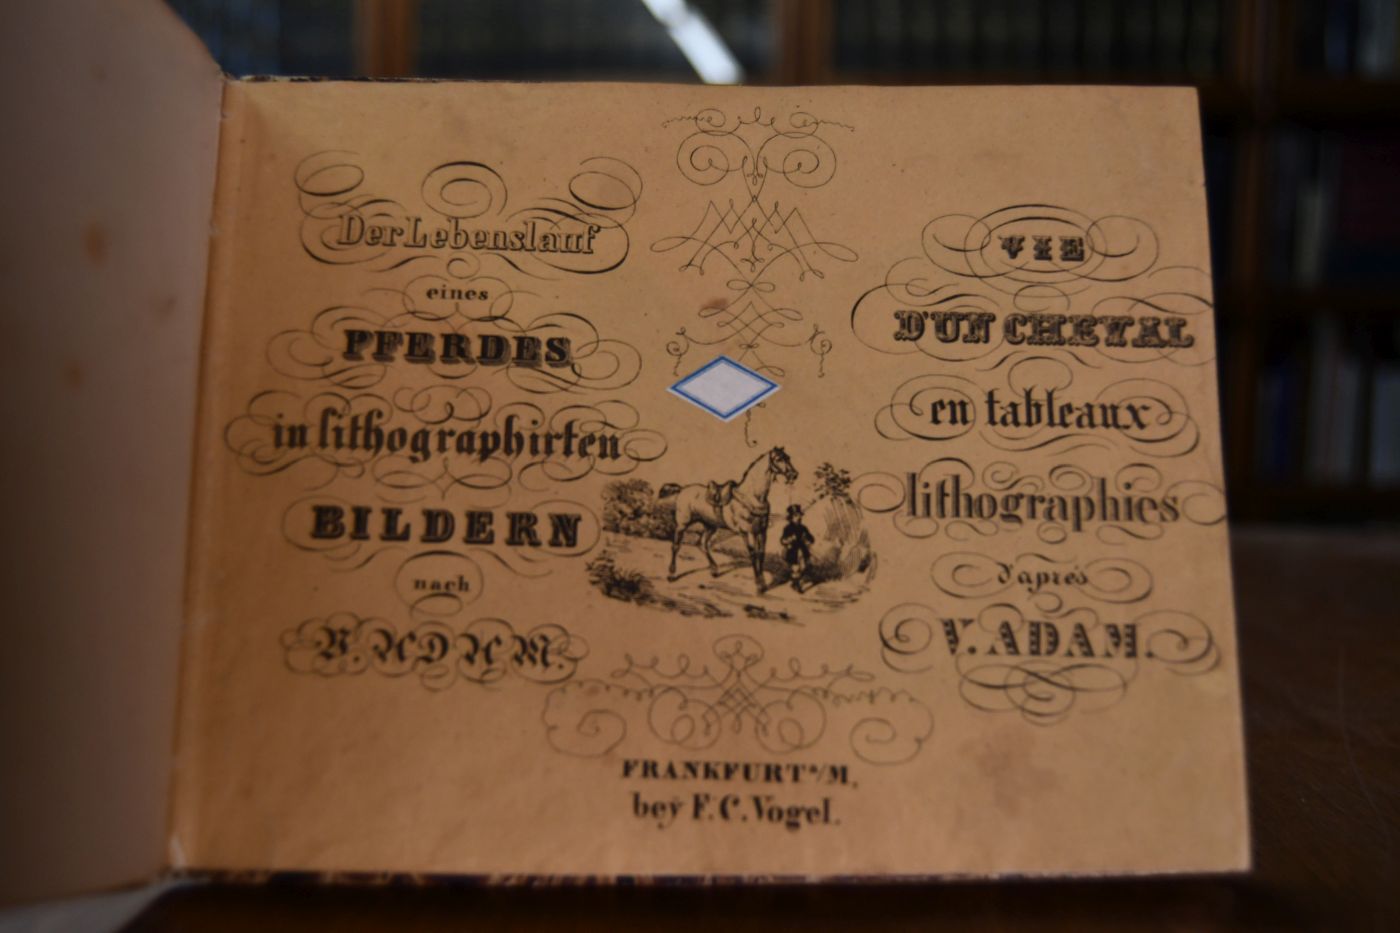 Der Lebenslauf
eines
PFERDES
in lithographirten
BILDERN
nach
V. ADAM.
VIE
D'UN CHEVAL
en tableaux
lithographies
d'après
V. ADAM.
FRANKFURT a/M.
bey F. C. Vogel.